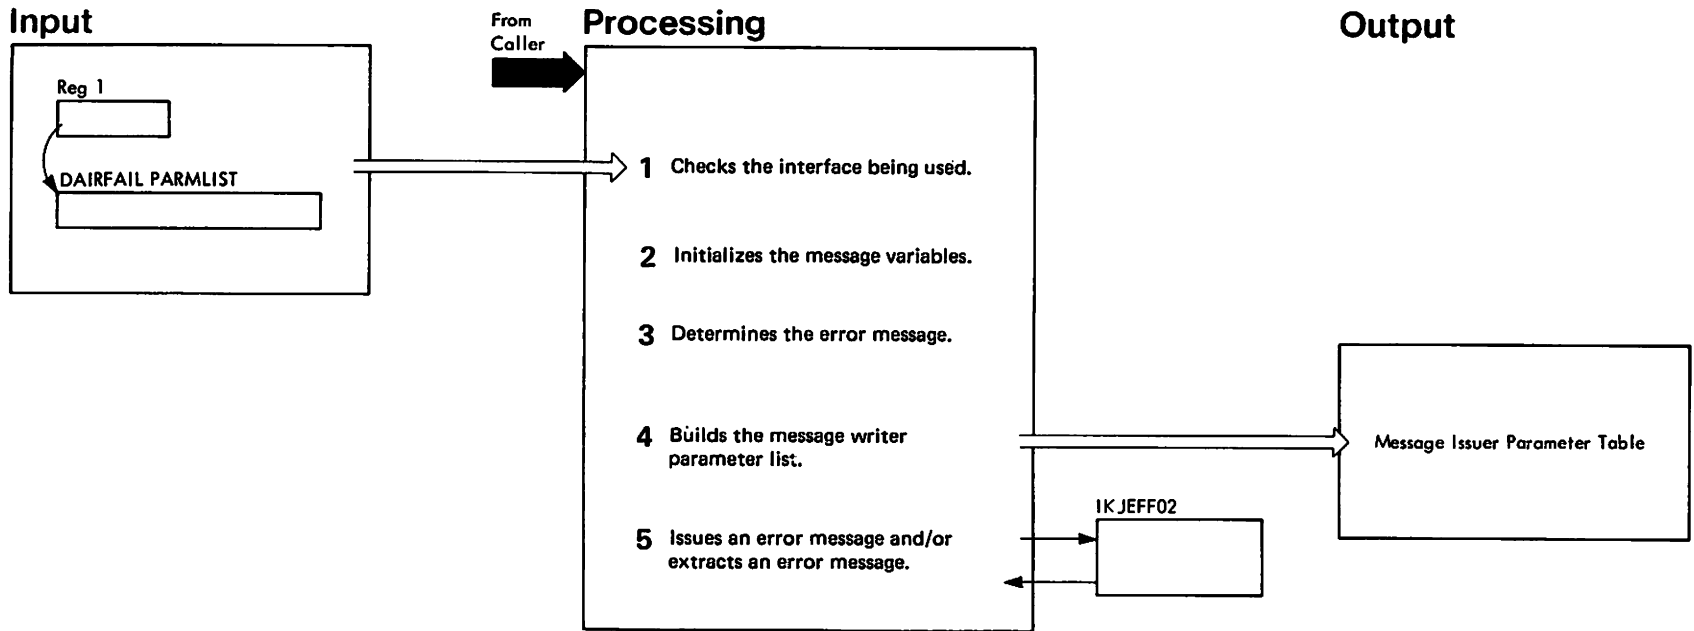 Input
Reg 1
DAIRFAIL PARMLIST
From
Caller
Processing
1 Checks the interface being used.
2 Initializes the message variables.
3 Determines the error message.
4 Builds the message writer
parameter list.
5 Issues an error message and/or
extracts an error message.
IKJEFF02
Output
Message Issuer Parameter Table